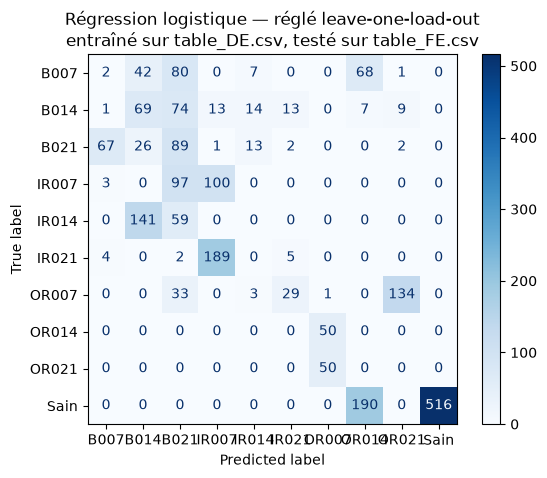 Régression logistique — réglé leave-one-load-out
entraîné sur table_DE.csv, testé sur table_FE.csv
B007 2 42 80 0 7 0 0 68 1 0
B014 1 69 74 13 14 13 0 7 9 0
B021 67 26 89 1 13 2 0 0 2 0
IR007 3 0 97 100 0 0 0 0 0 0
IR014 0 141 59 0 0 0 0 0 0 0
IR021 4 0 2 189 0 5 0 0 0 0
OR007 0 0 33 0 3 29 1 0 134 0
OR014 0 0 0 0 0 0 50 0 0 0
OR021 0 0 0 0 0 0 50 0 0 0
Sain 0 0 0 0 0 0 0 190 0 516
B007 B014 B021 IR007 IR014 IR021 OR007 OR014 OR021 Sain
True label
Predicted label
500
400
300
200
100
0